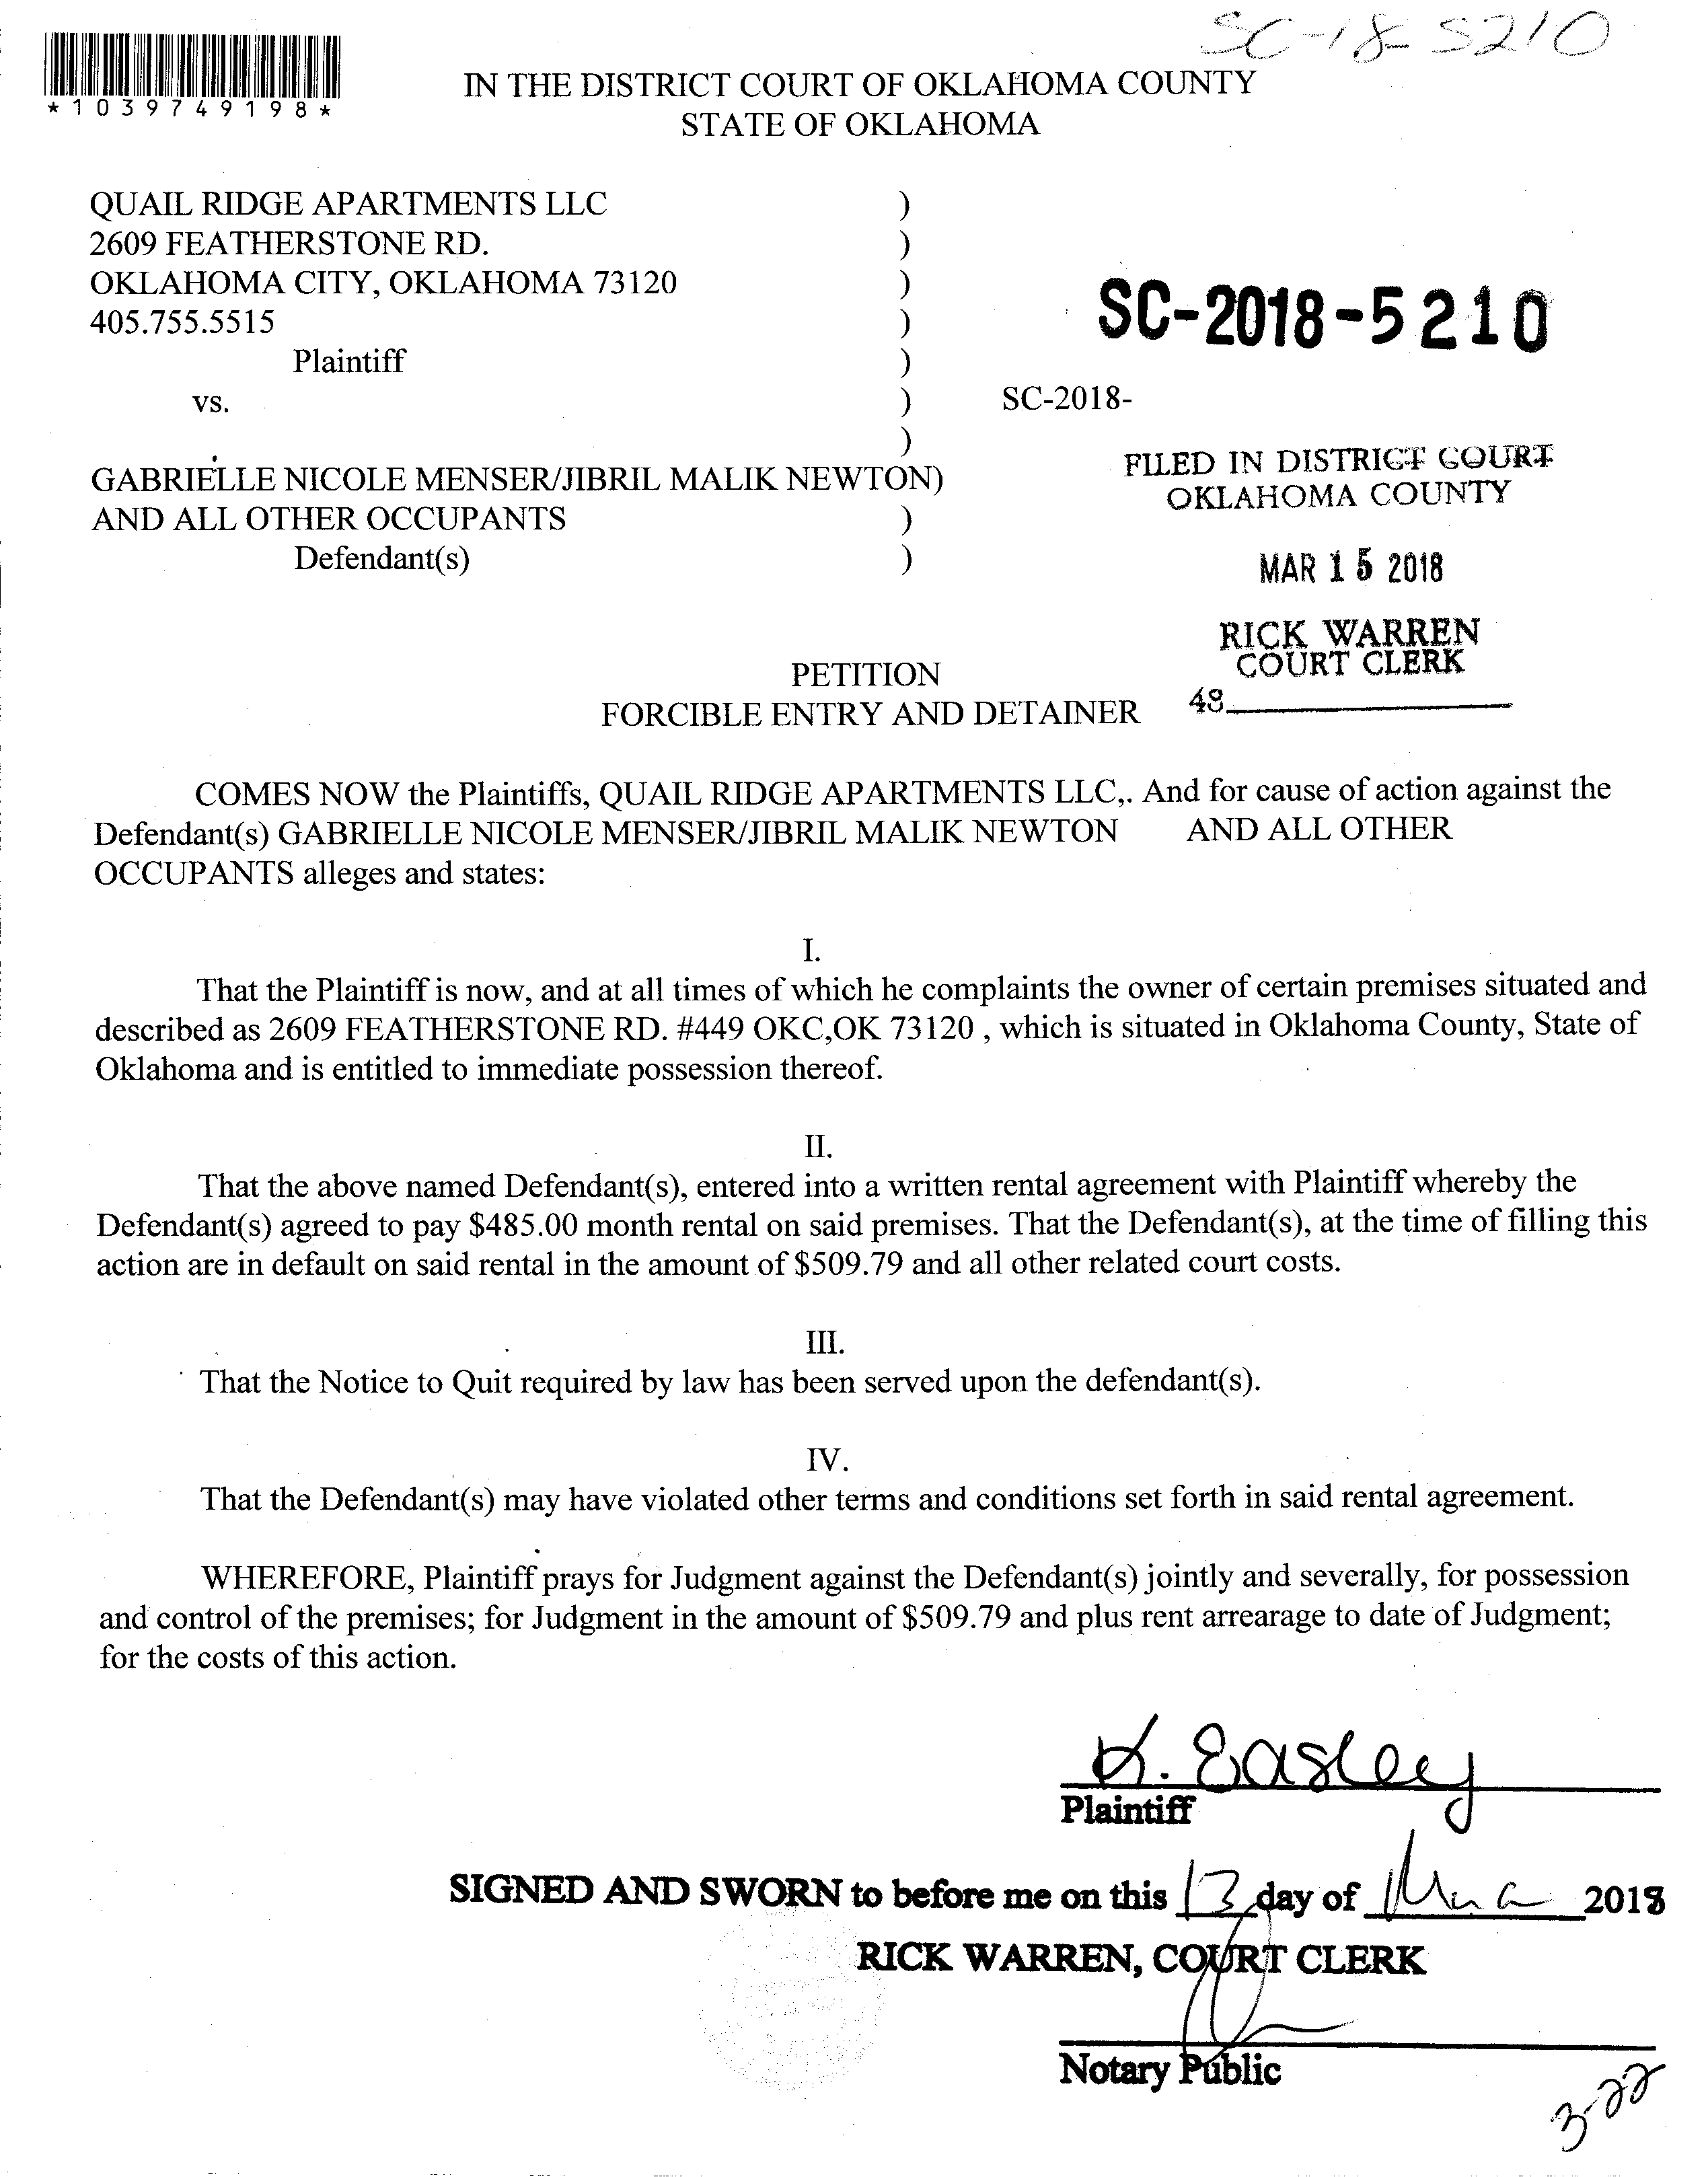 SC-18-5210
*1039749198*
IN THE DISTRICT COURT OF OKLAHOMA COUNTY
STATE OF OKLAHOMA
QUAIL RIDGE APARTMENTS LLC )
2609 FEATHERSTONE RD. )
OKLAHOMA CITY, OKLAHOMA 73120 )
405.755.5515 )
SC-2018-5210
Plaintiff )
vs. ) SC-2018-
)
GABRIELLE NICOLE MENSER/JIBRIL MALIK NEWTON)
AND ALL OTHER OCCUPANTS )
Defendant(s) )
FILED IN DISTRICT COURT
OKLAHOMA COUNTY
MAR 15 2018
RICK WARREN
COURT CLERK
48
PETITION
FORCIBLE ENTRY AND DETAINER
COMES NOW the Plaintiffs, QUAIL RIDGE APARTMENTS LLC,. And for cause of action against the
Defendant(s) GABRIELLE NICOLE MENSER/JIBRIL MALIK NEWTON AND ALL OTHER
OCCUPANTS alleges and states:
I.
That the Plaintiff is now, and at all times of which he complaints the owner of certain premises situated and
described as 2609 FEATHERSTONE RD. #449 OKC,OK 73120 , which is situated in Oklahoma County, State of
Oklahoma and is entitled to immediate possession thereof.
II.
That the above named Defendant(s), entered into a written rental agreement with Plaintiff whereby the
Defendant(s) agreed to pay $485.00 month rental on said premises. That the Defendant(s), at the time of filling this
action are in default on said rental in the amount of $509.79 and all other related court costs.
III.
That the Notice to Quit required by law has been served upon the defendant(s).
IV.
That the Defendant(s) may have violated other terms and conditions set forth in said rental agreement.
WHEREFORE, Plaintiff prays for Judgment against the Defendant(s) jointly and severally, for possession
and control of the premises; for Judgment in the amount of $509.79 and plus rent arrearage to date of Judgment;
for the costs of this action.
K. Easley
Plaintiff
SIGNED AND SWORN to before me on this 13 day of 2018
RICK WARREN, COURT CLERK
Notary Public
3-22